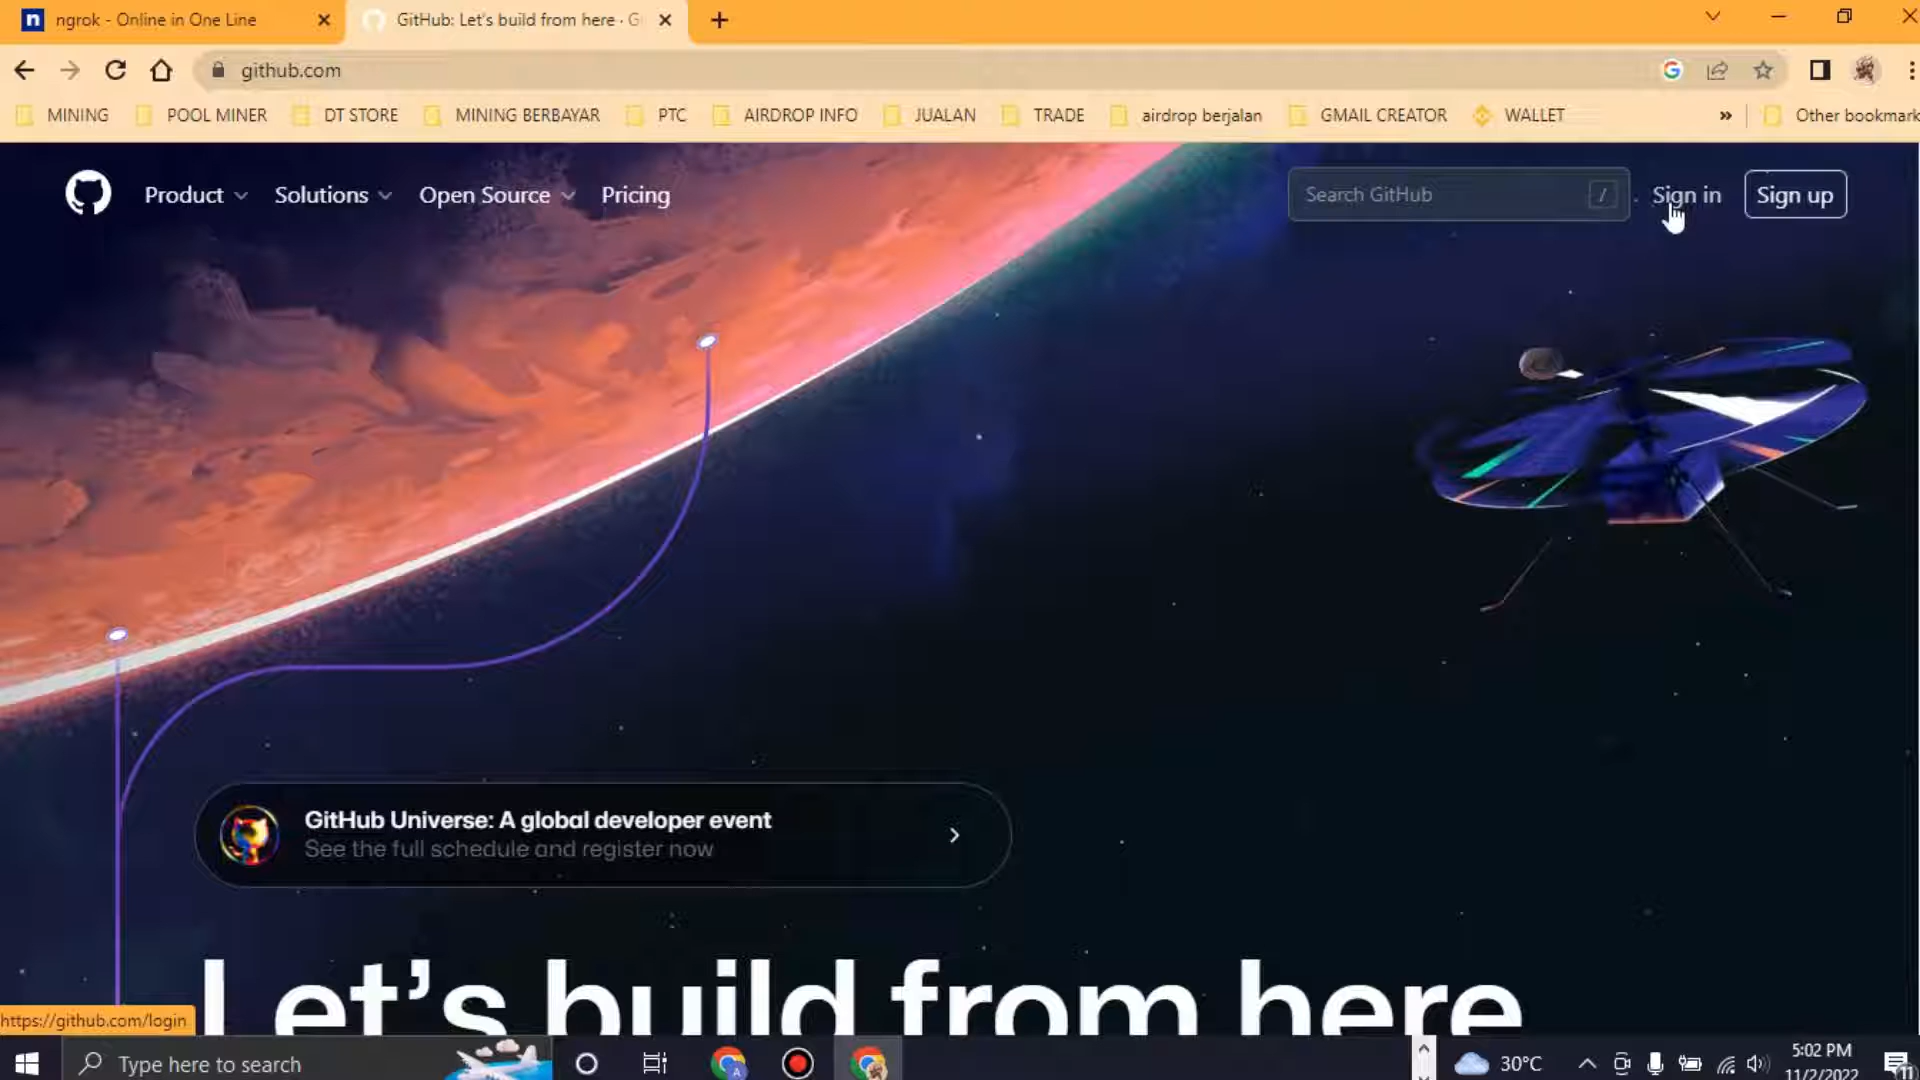 n ngrok - Online in One Line
GitHub: Let's build from here · G
github.com
MINING POOL MINER DT STORE MINING BERBAYAR PTC AIRDROP INFO JUALAN TRADE airdrop berjalan GMAIL CREATOR WALLET » Other bookmark
Product Solutions Open Source Pricing Search GitHub / Sign in Sign up
GitHub Universe: A global developer event
See the full schedule and register now
Let's build from here
https://github.com/login
Type here to search
30°C
5:02 PM
11/2/2022
11